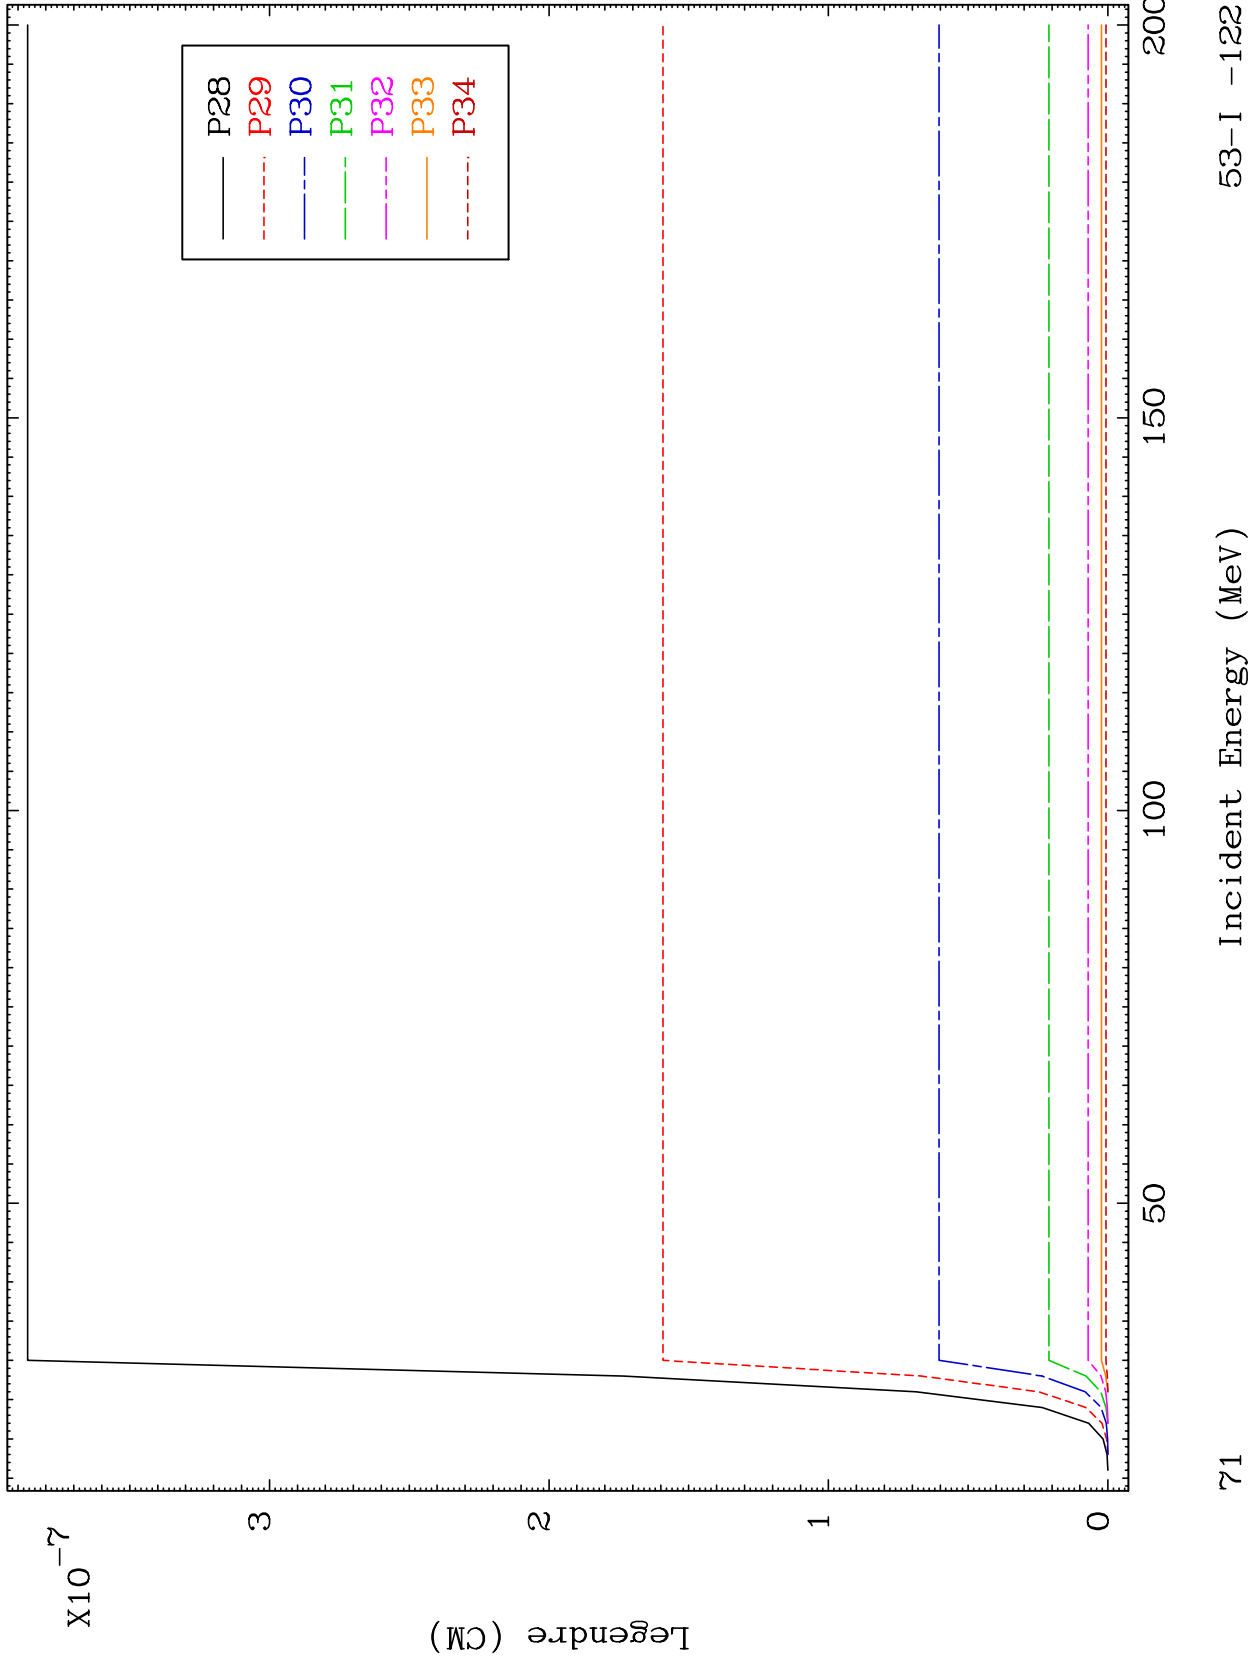 X10-7
Legendre (CM)
3
2
1
0
P28
P29
P30
P31
P32
P33
P34
50
100
150
200
Incident Energy (MeV)
71
53-I -122